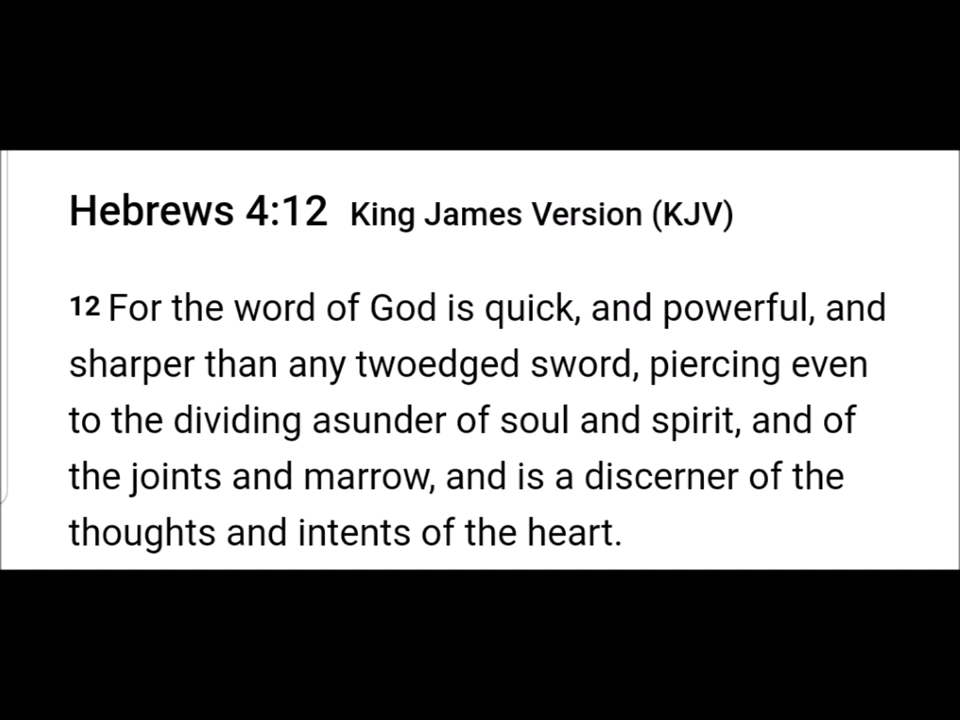 Hebrews 4:12 King James Version (KJV)
12 For the word of God is quick, and powerful, and
sharper than any twoedged sword, piercing even
to the dividing asunder of soul and spirit, and of
the joints and marrow, and is a discerner of the
thoughts and intents of the heart.